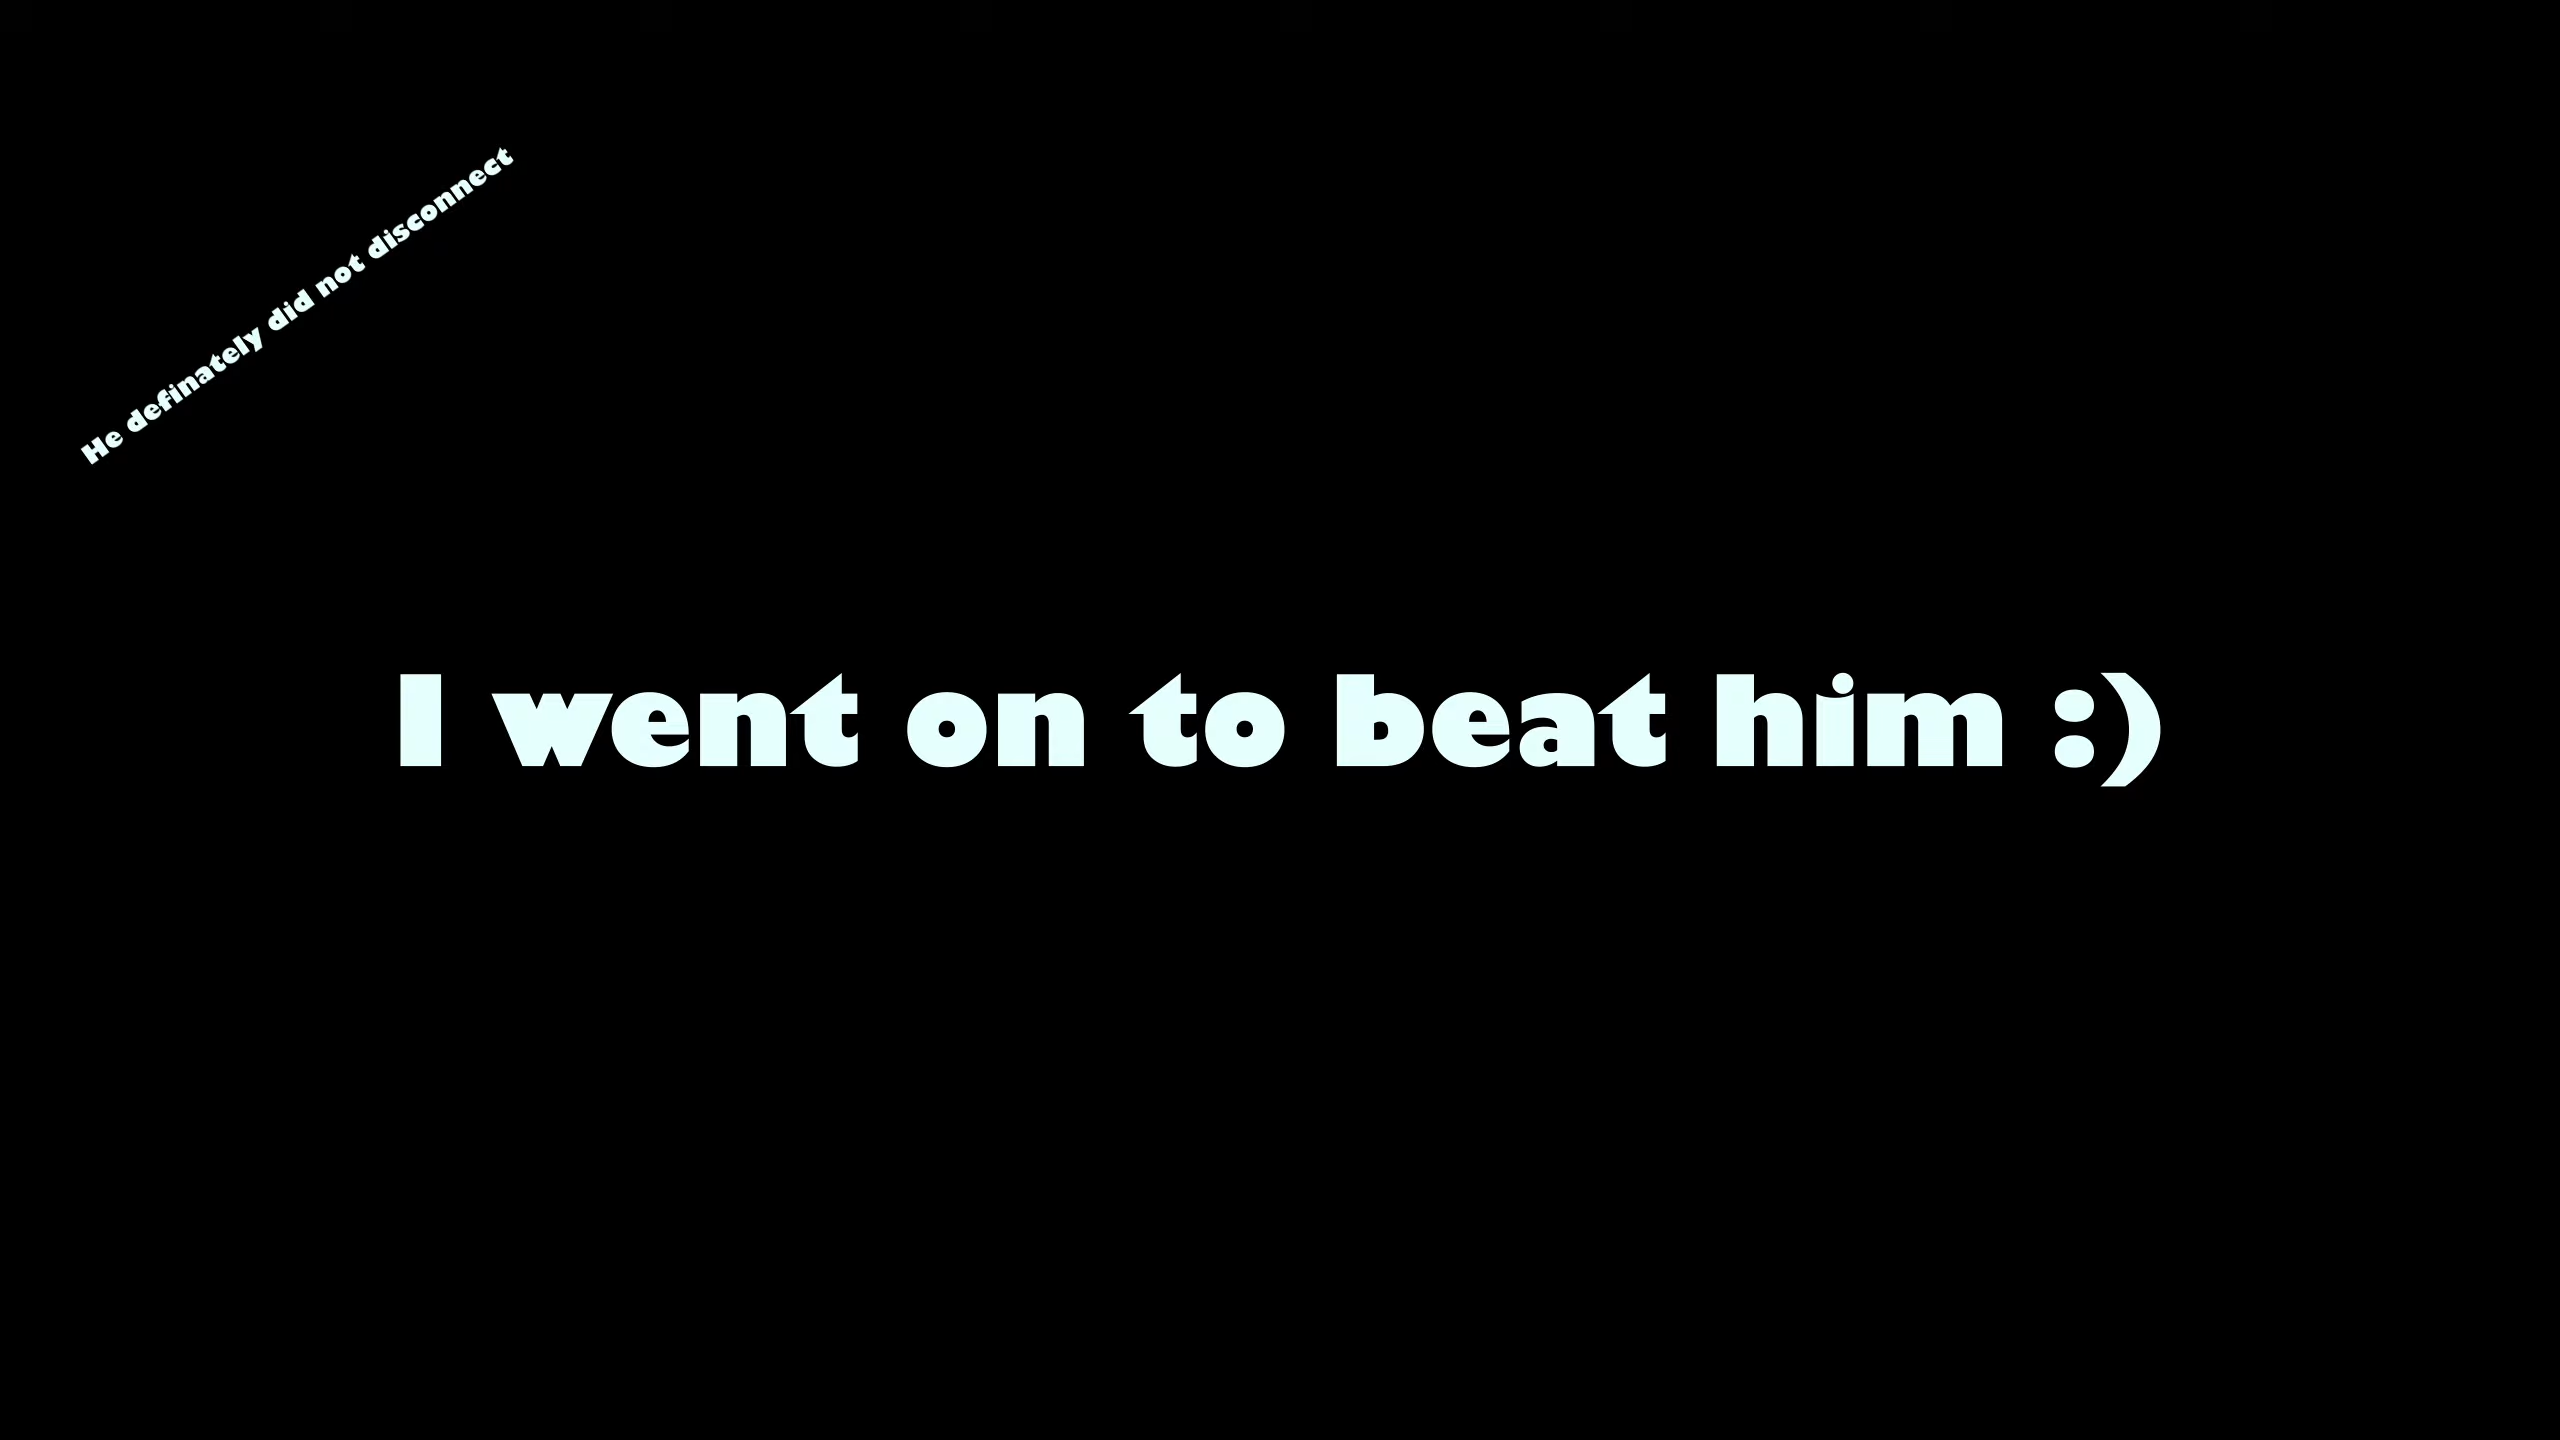 He definately did not disconnect
I went on to beat him :)